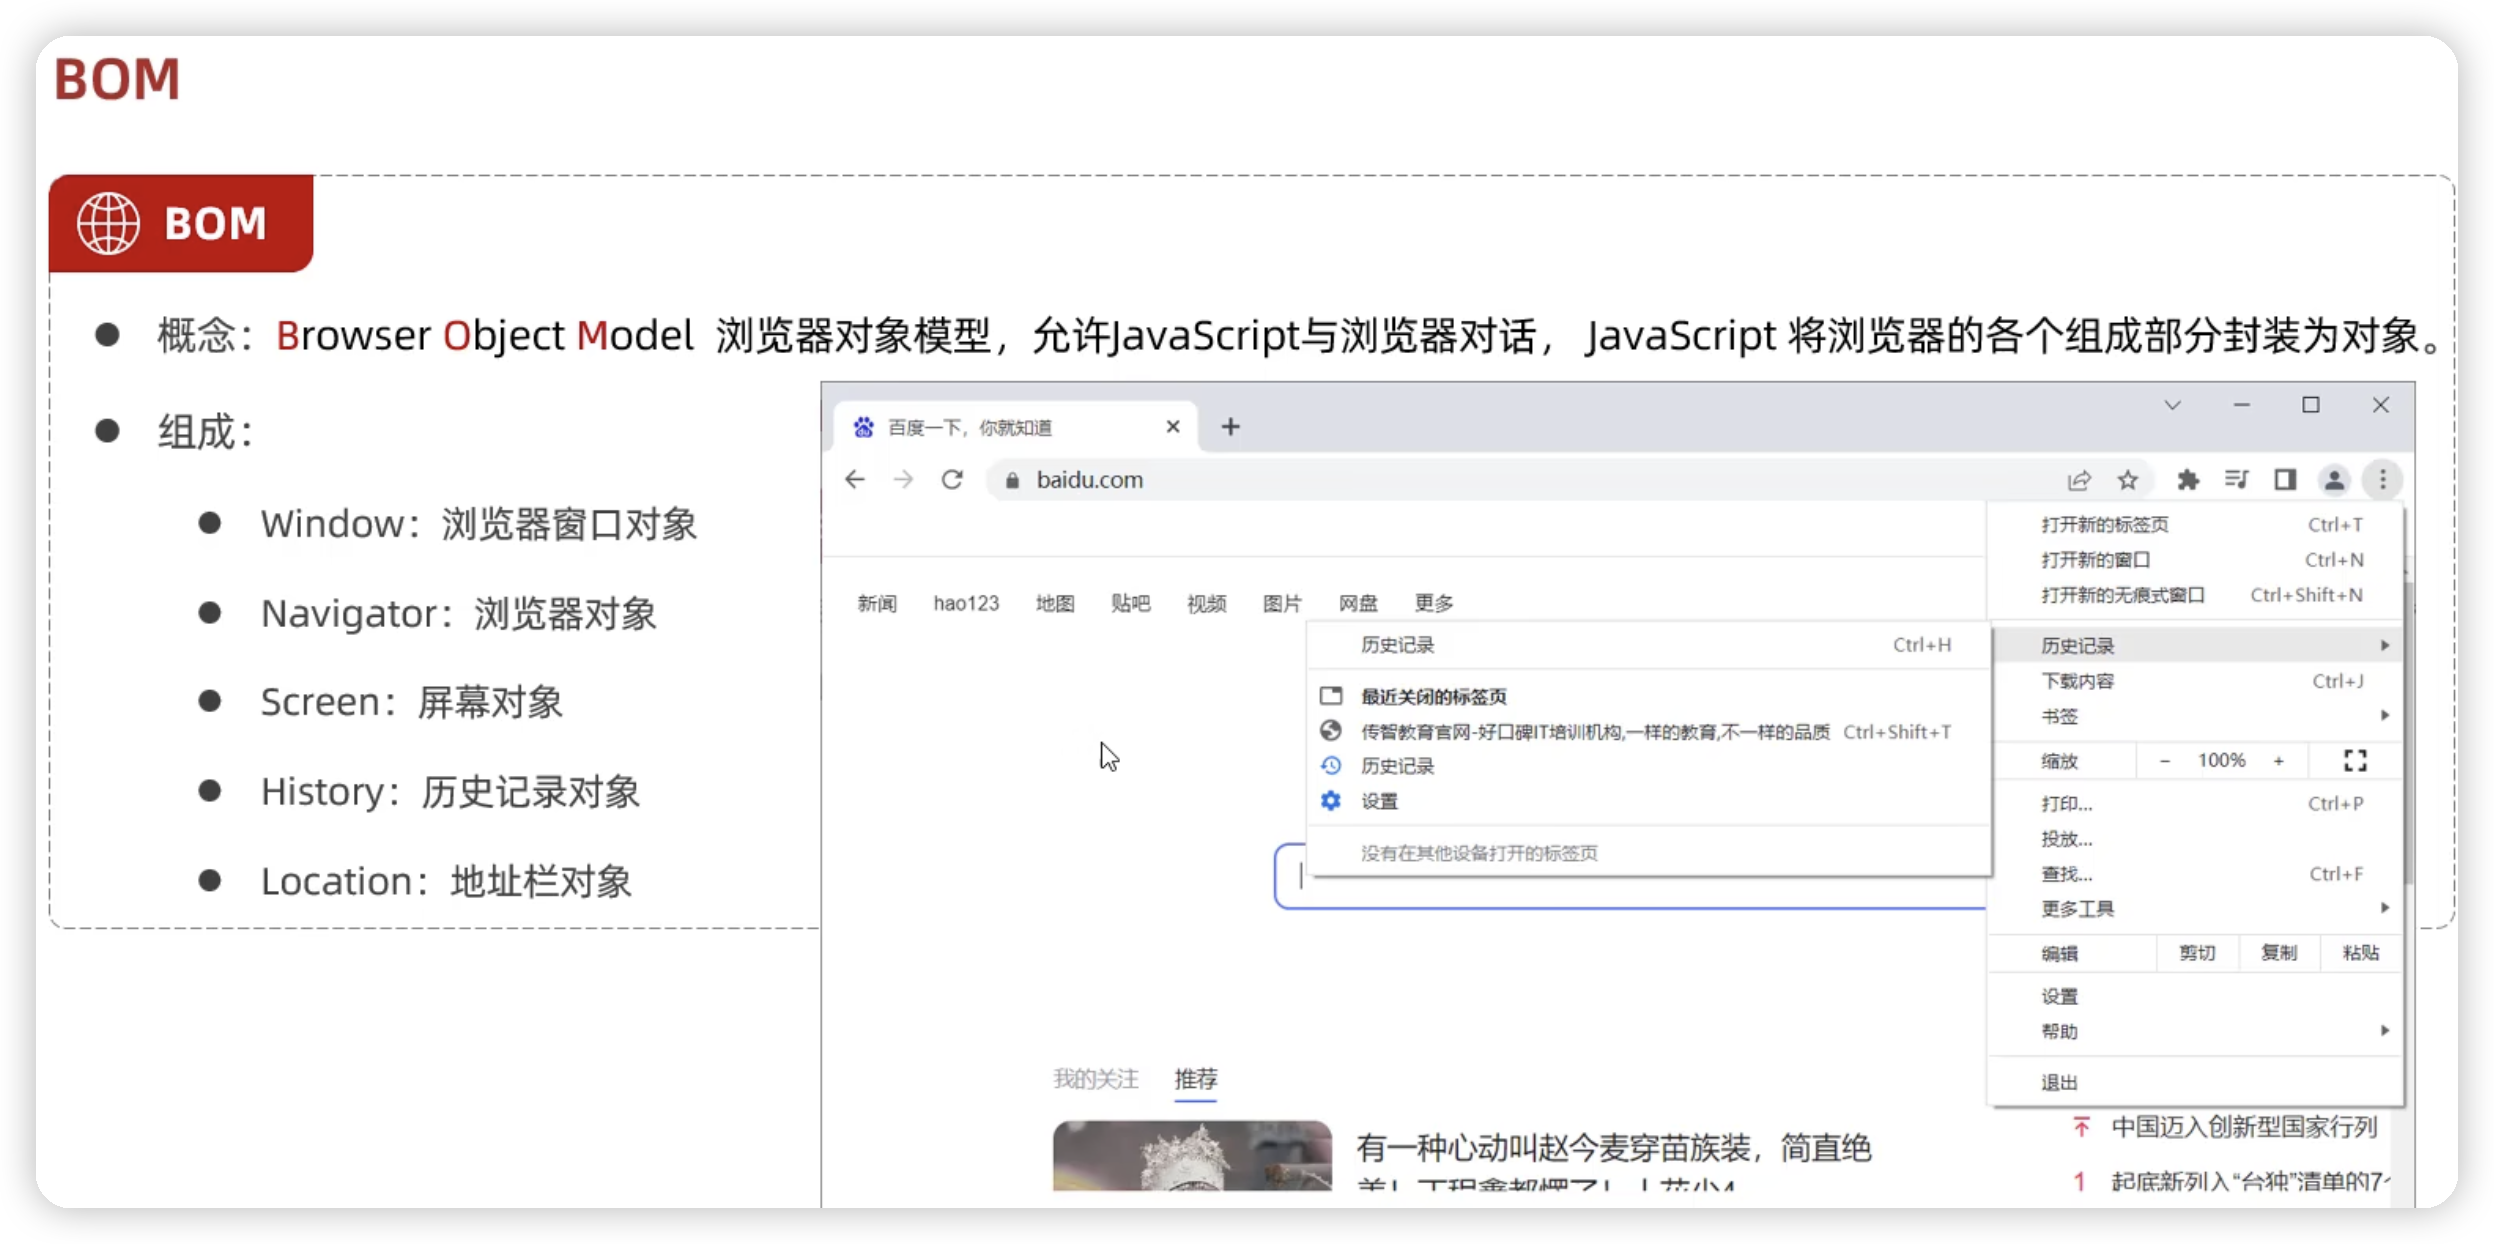 BOM
BOM
概念：Browser Object Model 浏览器对象模型，允许JavaScript与浏览器对话， JavaScript 将浏览器的各个组成部分封装为对象。
组成：
Window：浏览器窗口对象
Navigator：浏览器对象
Screen：屏幕对象
History：历史记录对象
Location：地址栏对象
百度一下，你就知道
baidu.com
新闻 hao123 地图 贴吧 视频 图片 网盘 更多
历史记录 Ctrl+H
最近关闭的标签页
传智教育官网-好口碑IT培训机构,一样的教育,不一样的品质 Ctrl+Shift+T
历史记录
设置
没有在其他设备打开的标签页
打开新的标签页 Ctrl+T
打开新的窗口 Ctrl+N
打开新的无痕式窗口 Ctrl+Shift+N
历史记录
下载内容 Ctrl+J
书签
缩放 − 100% +
打印... Ctrl+P
投放...
查找... Ctrl+F
更多工具
编辑 剪切 复制 粘贴
设置
帮助
退出
我的关注 推荐
有一种心动叫赵今麦穿苗族装，简直绝
中国迈入创新型国家行列
1 起底新列入“台独”清单的7